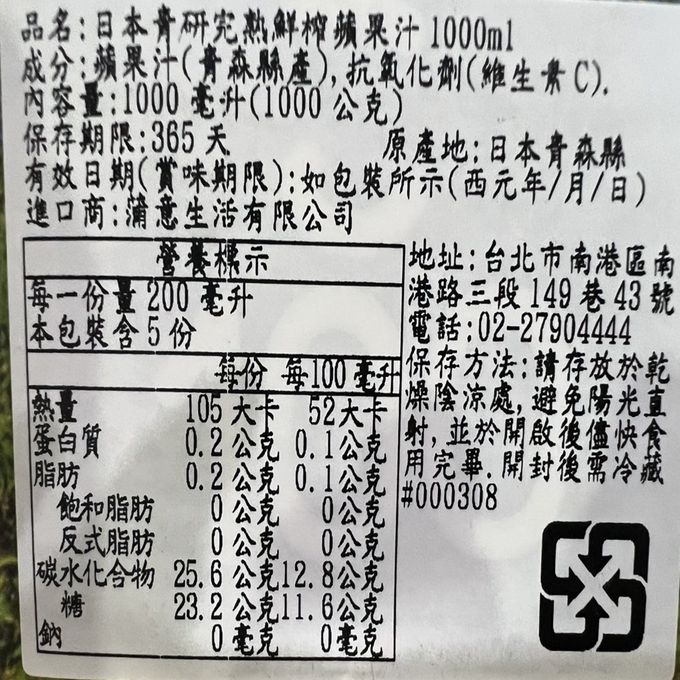 品名:日本青研究熟鮮榨蘋果汁 1000ml
成分:蘋果汁(青森縣產),抗氧化劑(維生素C).
內容量:1000 毫升(1000 公克)
保存期限:365 天 原產地:日本青森縣
有效日期(賞味期限):如包裝所示(西元年/月/日)
進口商:蒲意生活有限公司
營養標示
每一份量 200 毫升
本包裝含 5 份
每份 每100 毫升
熱量 105 大卡 52 大卡
蛋白質 0.2 公克 0.1 公克
脂肪 0.2 公克 0.1 公克
飽和脂肪 0 公克 0 公克
反式脂肪 0 公克 0 公克
碳水化合物 25.6 公克 12.8 公克
糖 23.2 公克 11.6 公克
鈉 0 毫克 0 毫克
地址:台北市南港區南
港路三段 149 巷 43 號
電話:02-27904444
保存方法:請存放於乾
燥陰涼處,避免陽光直
射,並於開啟後儘快食
用完畢.開封後需冷藏
#000308